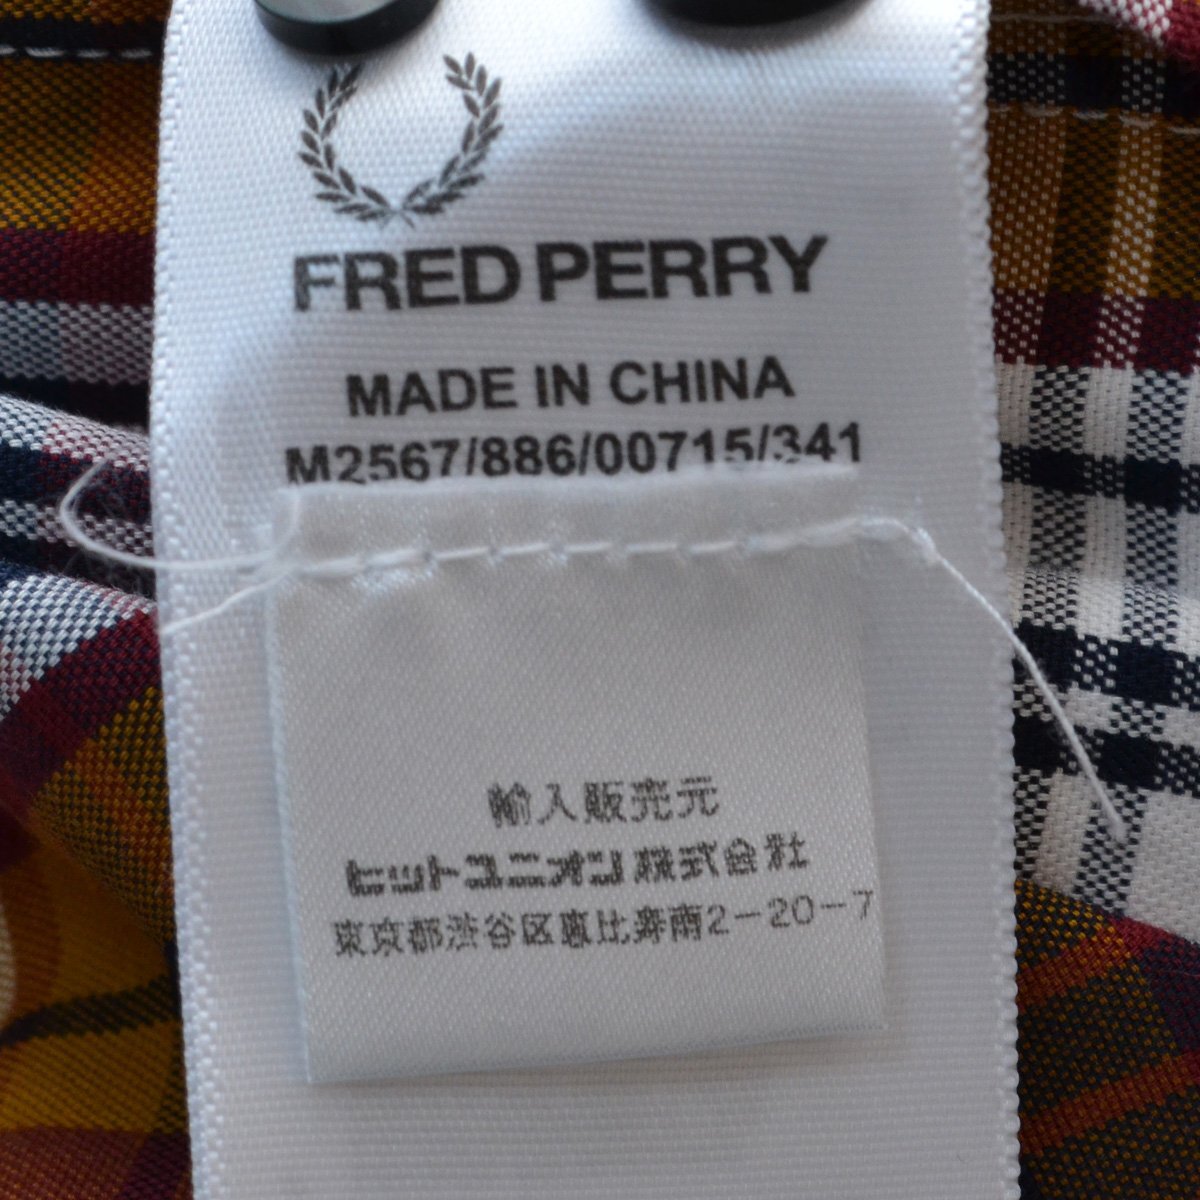 FRED PERRY
MADE IN CHINA
M2567/886/00715/341
輸入販売元
ヒットユニオン株式会社
東京都渋谷区恵比寿南2-20-7